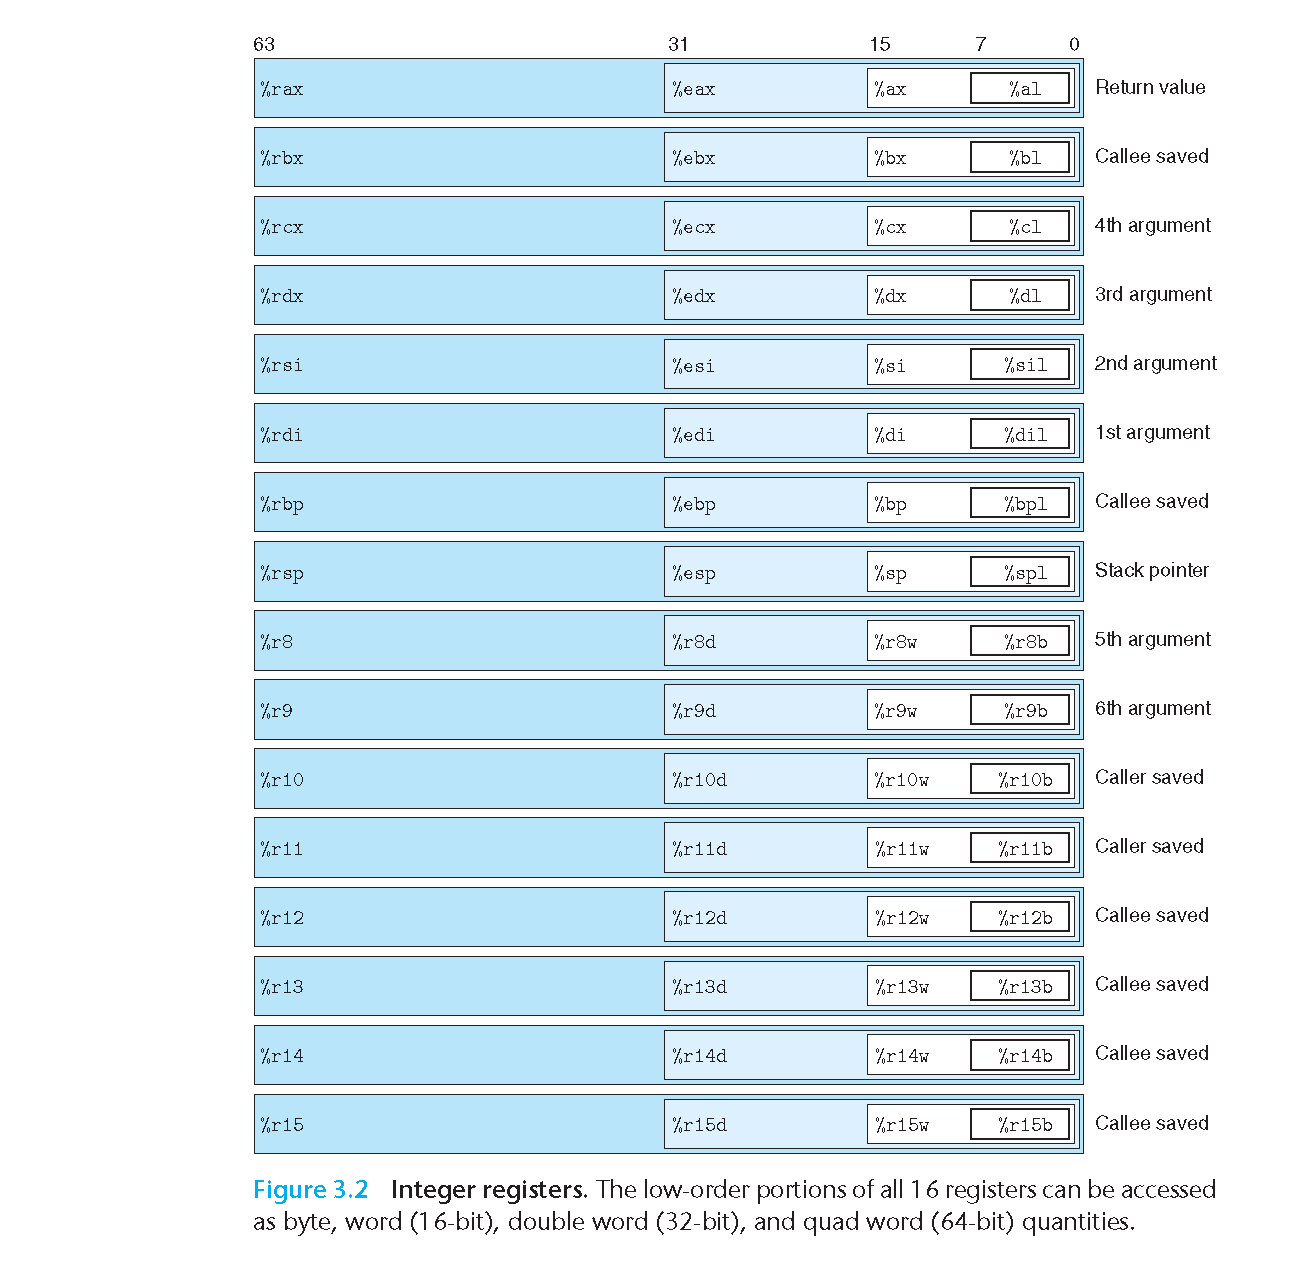 63 31 15 7 0
%rax %eax %ax %al Return value
%rbx %ebx %bx %bl Callee saved
%rcx %ecx %cx %cl 4th argument
%rdx %edx %dx %dl 3rd argument
%rsi %esi %si %sil 2nd argument
%rdi %edi %di %dil 1st argument
%rbp %ebp %bp %bpl Callee saved
%rsp %esp %sp %spl Stack pointer
%r8 %r8d %r8w %r8b 5th argument
%r9 %r9d %r9w %r9b 6th argument
%r10 %r10d %r10w %r10b Caller saved
%r11 %r11d %r11w %r11b Caller saved
%r12 %r12d %r12w %r12b Callee saved
%r13 %r13d %r13w %r13b Callee saved
%r14 %r14d %r14w %r14b Callee saved
%r15 %r15d %r15w %r15b Callee saved
Figure 3.2 Integer registers. The low-order portions of all 16 registers can be accessed
as byte, word (16-bit), double word (32-bit), and quad word (64-bit) quantities.